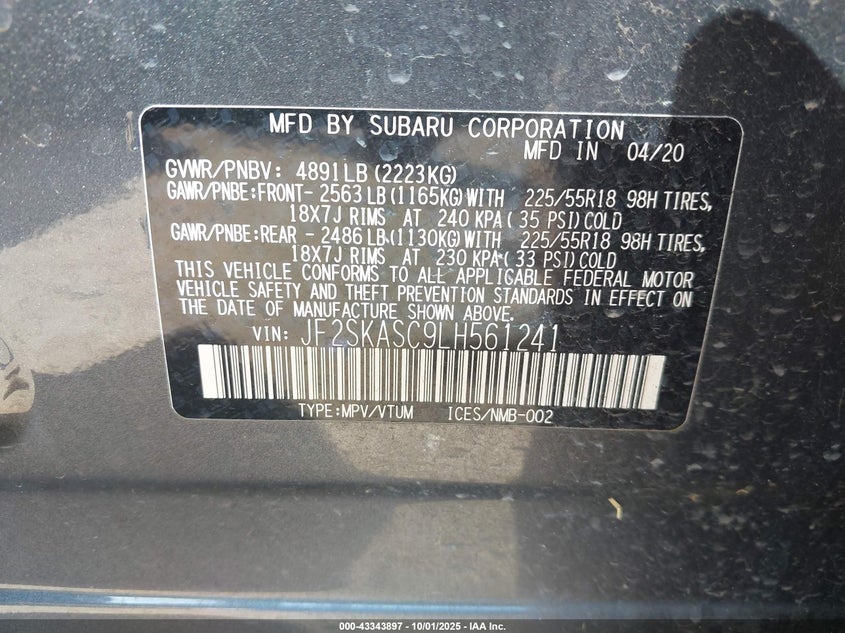 MFD BY SUBARU CORPORATION
MFD IN 04/20
GVWR/PNBV: 4891LB(2223KG)
GAWR/PNBE:FRONT-2563LB(1165KG)WITH 225/55R18 98H TIRES,
18X7J RIMS AT 240KPA(35 PSI)COLD
GAWR/PNBE:REAR -2486LB(1130KG)WITH 225/55R18 98H TIRES,
18X7J RIMS AT 230KPA(33 PSI)COLD
THIS VEHICLE CONFORMS TO ALL APPLICABLE FEDERAL MOTOR
VEHICLE SAFETY AND THEFT PREVENTION STANDARDS IN EFFECT ON
THE DATE OF MANUFACTURE SHOWN ABOVE.
VIN: JF2SKASC9LH561241
TYPE:MPV/VTUM ICES/NMB-002
000-43343897 - 10/01/2025 - IAA Inc.